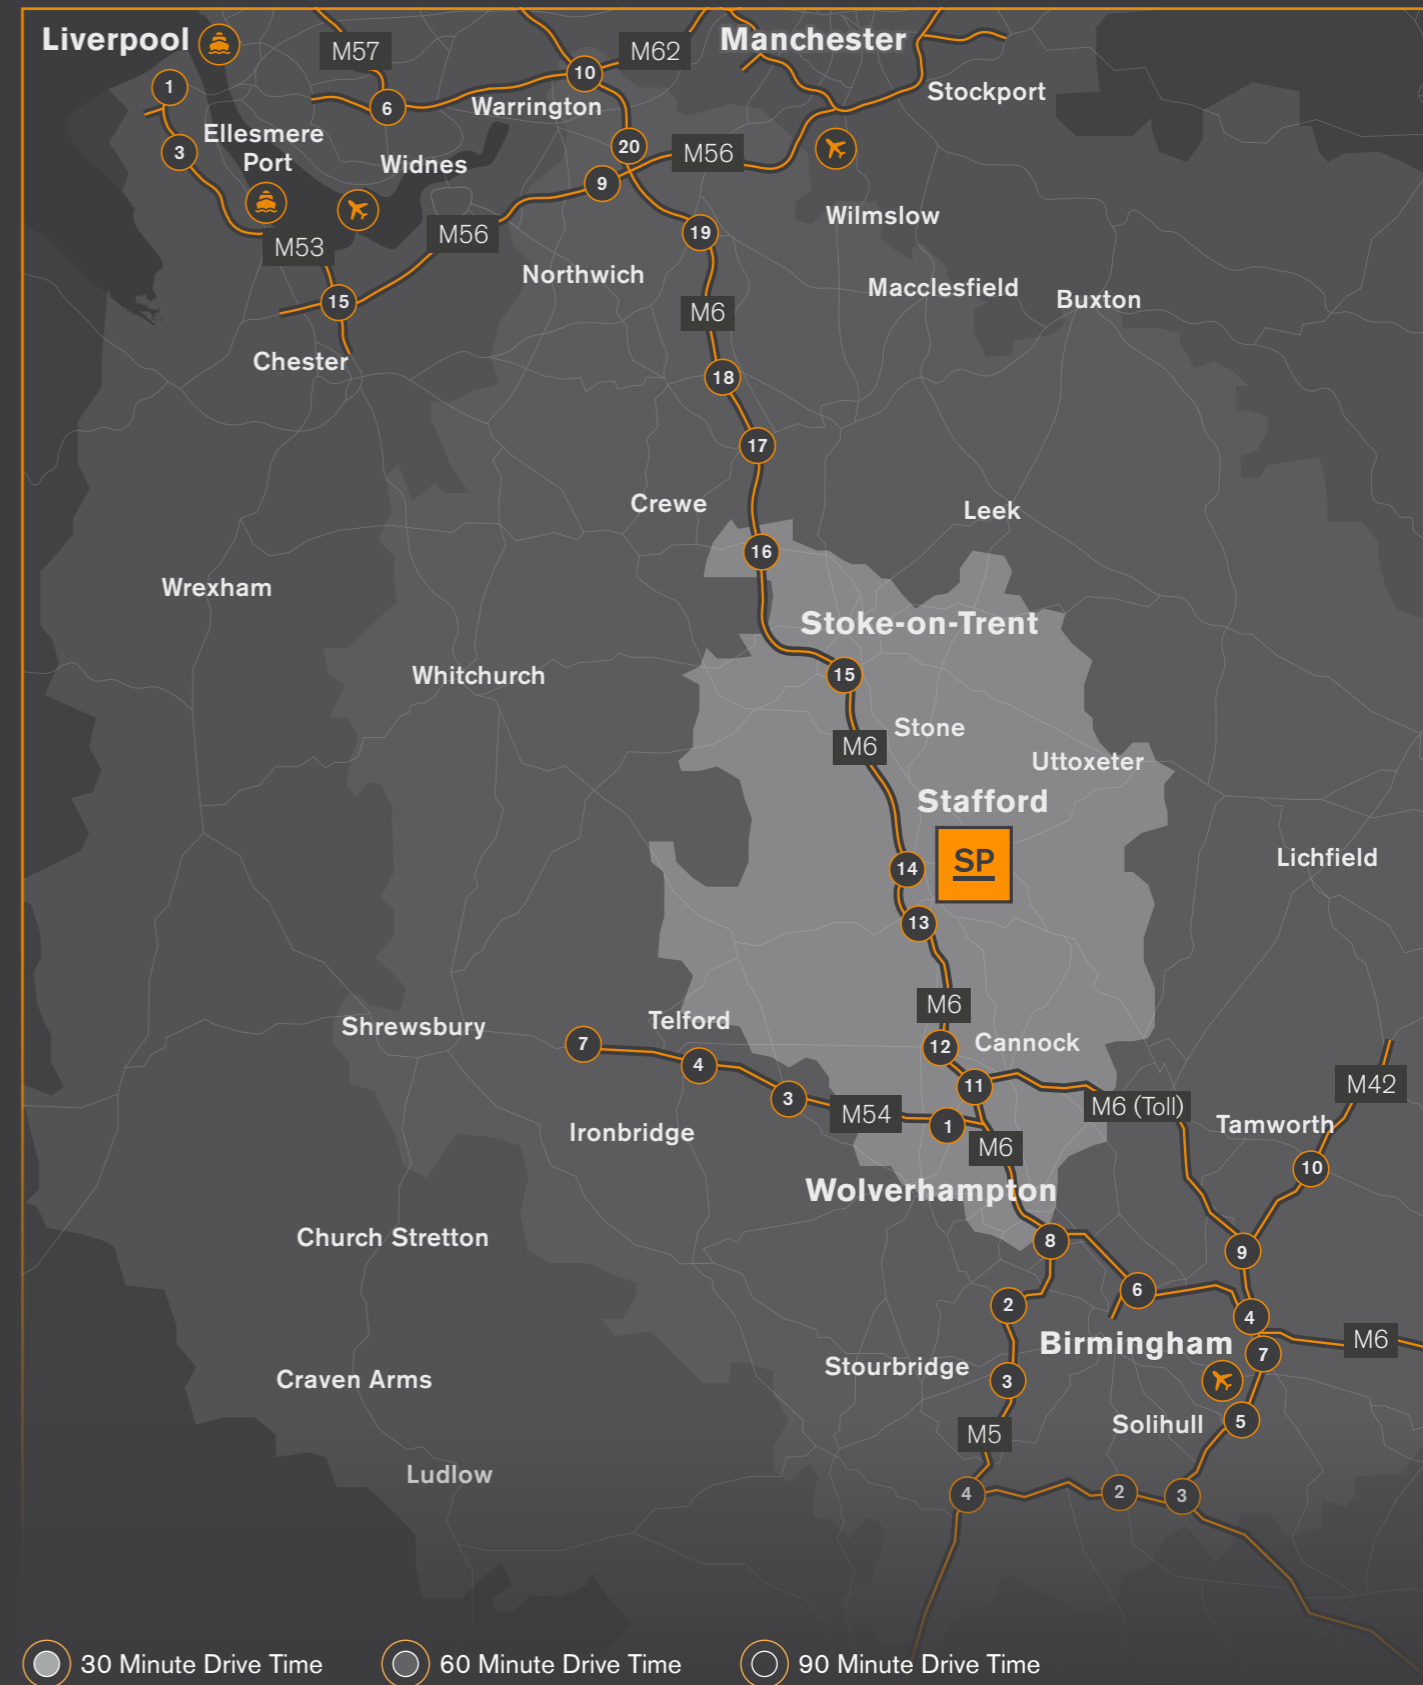 Liverpool
M57
M62
Manchester
1
10
6
Warrington
Stockport
3
Ellesmere
Port
20
M56
Widnes
9
Wilmslow
M53
M56
19
Northwich
Macclesfield
Buxton
15
M6
Chester
18
17
Crewe
Leek
16
Wrexham
Stoke-on-Trent
Whitchurch
15
Stone
M6
Uttoxeter
Stafford
SP
14
Lichfield
13
M6
Shrewsbury
Telford
7
4
12
Cannock
11
M42
3
M54
1
M6 (Toll)
Tamworth
Ironbridge
M6
10
Wolverhampton
Church Stretton
8
9
6
2
4
Birmingham
M6
7
Stourbridge
3
Craven Arms
Solihull
5
M5
Ludlow
4
2
3
30 Minute Drive Time
60 Minute Drive Time
90 Minute Drive Time